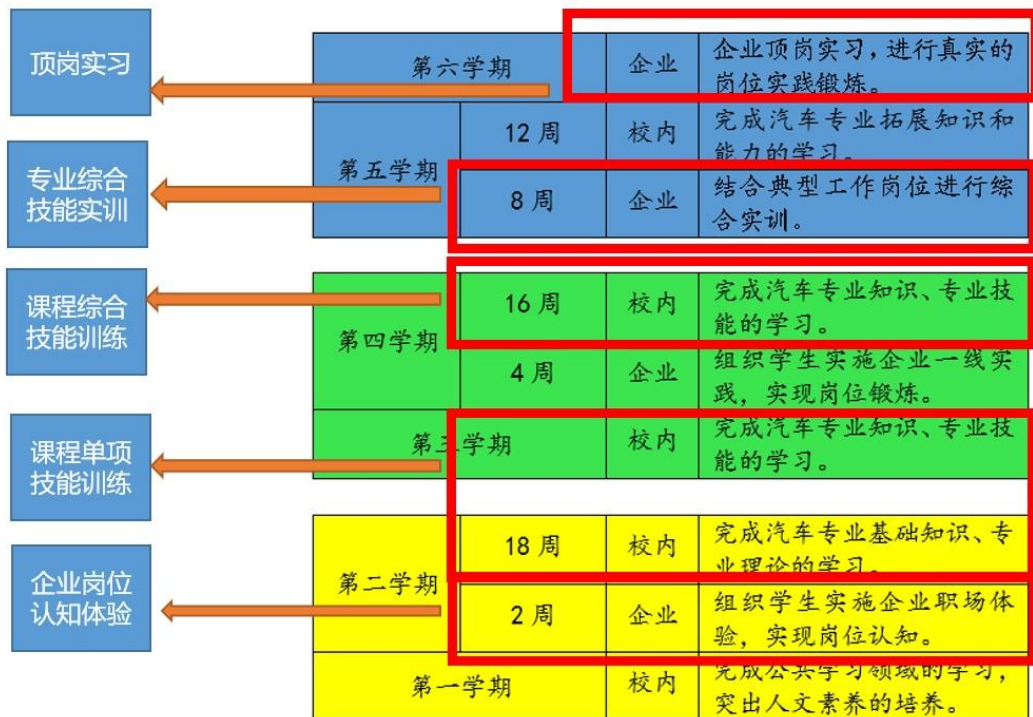 顶岗实习
专业综合
技能实训
课程综合
技能训练
课程单项
技能训练
企业岗位
认知体验
第六学期
企业
企业顶岗实习，进行真实的
岗位实践锻炼。
第五学期
12 周
校内
完成汽车专业拓展知识和
能力的学习。
8 周
企业
结合典型工作岗位进行综
合实训。
第四学期
16 周
校内
完成汽车专业知识、专业技
能的学习。
4 周
企业
组织学生实施企业一线实
践，实现岗位锻炼。
第三学期
校内
完成汽车专业知识、专业技
能的学习。
第二学期
18 周
校内
完成汽车专业基础知识、专
业理论的学习。
2 周
企业
组织学生实施企业职场体
验，实现岗位认知。
第一学期
校内
完成公共学习领域的学习，
突出人文素养的培养。